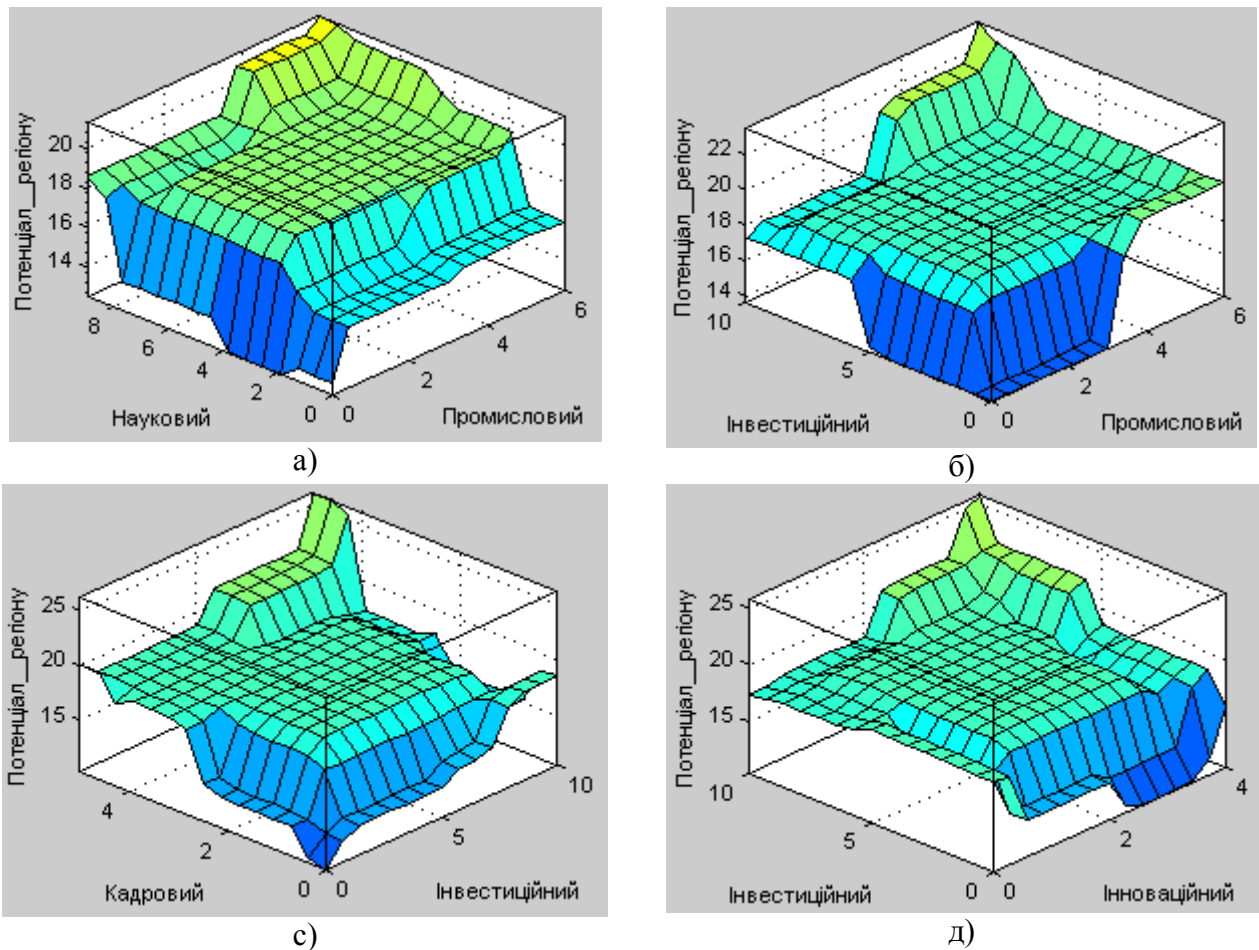 Потенціал__регіону
20
18
16
14
8
6
4
2
0
0
2
4
6
Науковий
Промисловий
а)
Потенціал__регіону
22
20
18
16
14
10
5
0
0
2
4
6
Інвестиційний
Промисловий
б)
Потенціал__регіону
25
20
15
4
2
0
0
5
10
Кадровий
Інвестиційний
с)
Потенціал__регіону
25
20
15
10
5
0
0
2
4
Інвестиційний
Інноваційний
д)